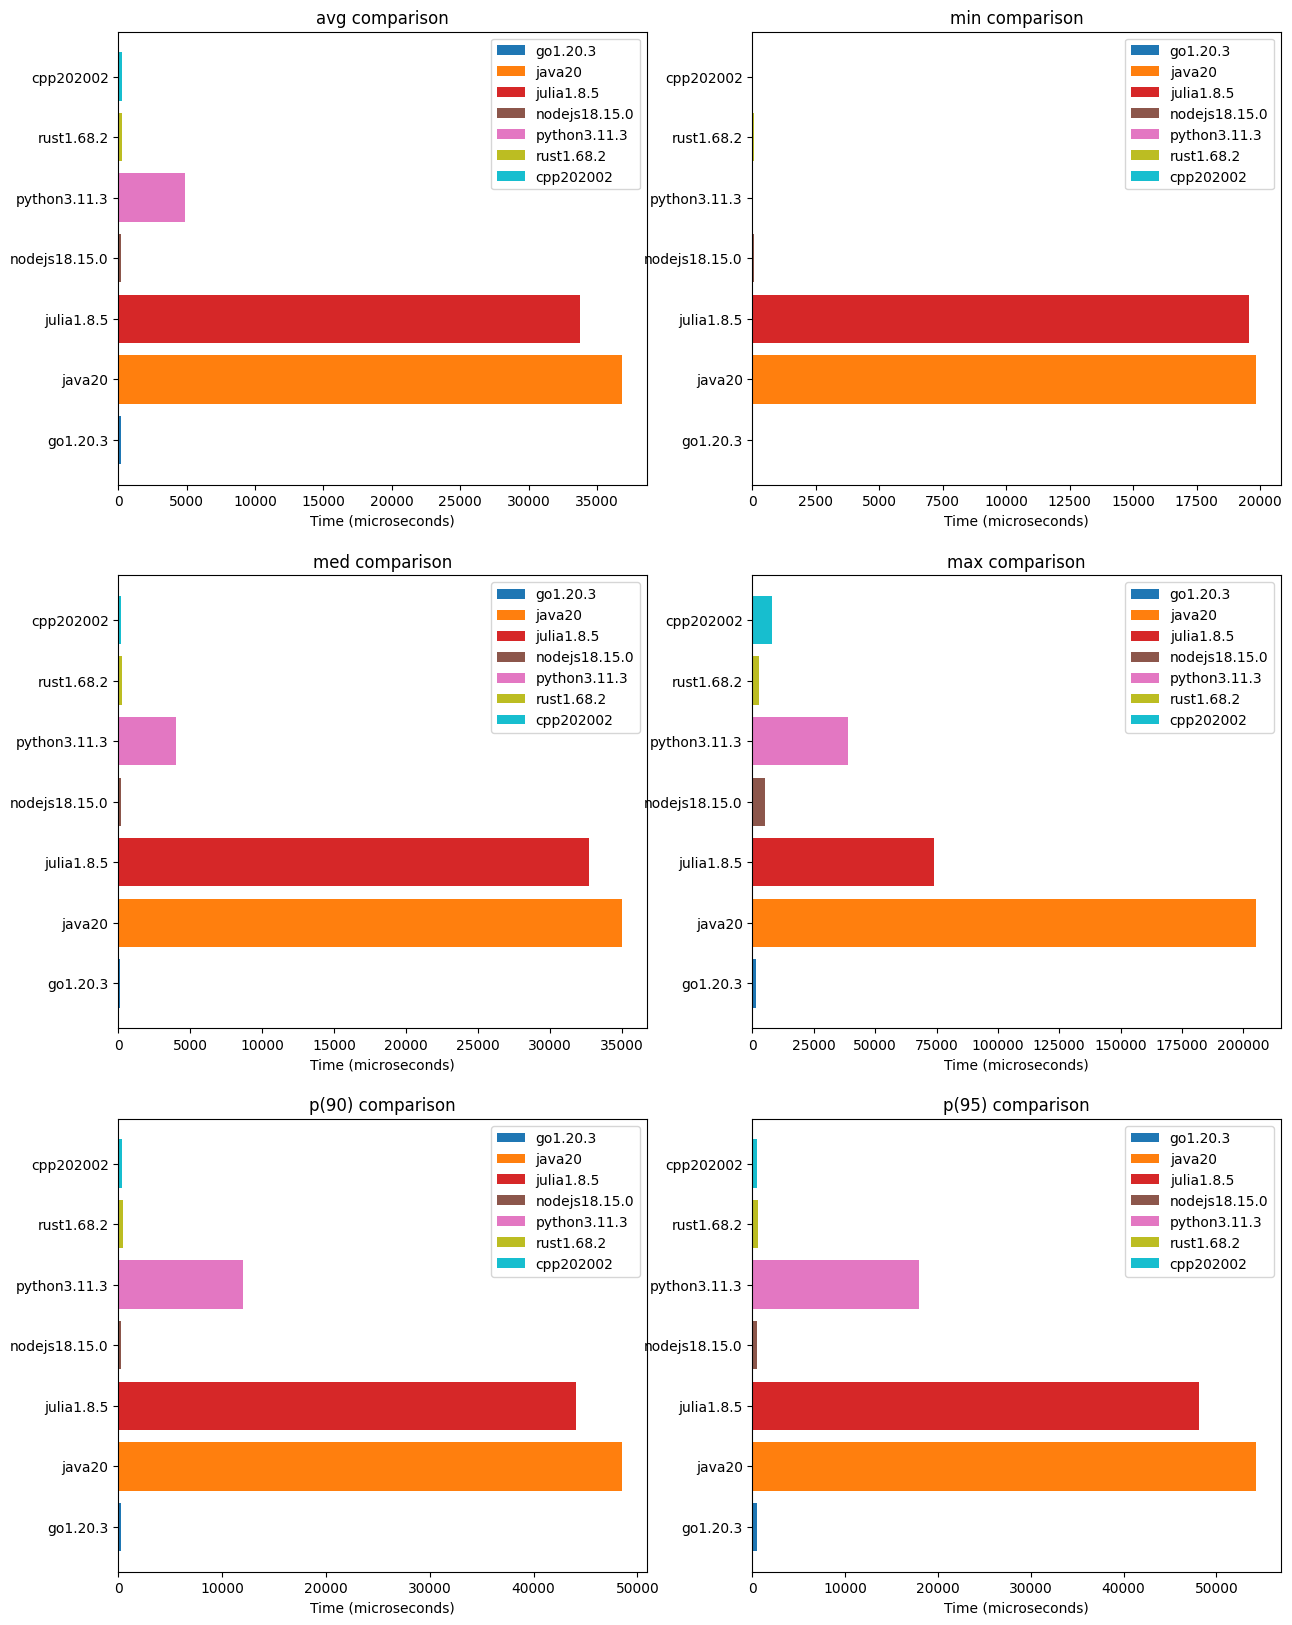 avg comparison
cpp202002
rust1.68.2
python3.11.3
nodejs18.15.0
julia1.8.5
java20
go1.20.3
go1.20.3
java20
julia1.8.5
nodejs18.15.0
python3.11.3
rust1.68.2
cpp202002
0 5000 10000 15000 20000 25000 30000 35000
Time (microseconds)
min comparison
cpp202002
rust1.68.2
python3.11.3
nodejs18.15.0
julia1.8.5
java20
go1.20.3
go1.20.3
java20
julia1.8.5
nodejs18.15.0
python3.11.3
rust1.68.2
cpp202002
0 2500 5000 7500 10000 12500 15000 17500 20000
Time (microseconds)
med comparison
cpp202002
rust1.68.2
python3.11.3
nodejs18.15.0
julia1.8.5
java20
go1.20.3
go1.20.3
java20
julia1.8.5
nodejs18.15.0
python3.11.3
rust1.68.2
cpp202002
0 5000 10000 15000 20000 25000 30000 35000
Time (microseconds)
max comparison
cpp202002
rust1.68.2
python3.11.3
nodejs18.15.0
julia1.8.5
java20
go1.20.3
go1.20.3
java20
julia1.8.5
nodejs18.15.0
python3.11.3
rust1.68.2
cpp202002
0 25000 50000 75000 100000 125000 150000 175000 200000
Time (microseconds)
p(90) comparison
cpp202002
rust1.68.2
python3.11.3
nodejs18.15.0
julia1.8.5
java20
go1.20.3
go1.20.3
java20
julia1.8.5
nodejs18.15.0
python3.11.3
rust1.68.2
cpp202002
0 10000 20000 30000 40000 50000
Time (microseconds)
p(95) comparison
cpp202002
rust1.68.2
python3.11.3
nodejs18.15.0
julia1.8.5
java20
go1.20.3
go1.20.3
java20
julia1.8.5
nodejs18.15.0
python3.11.3
rust1.68.2
cpp202002
0 10000 20000 30000 40000 50000
Time (microseconds)